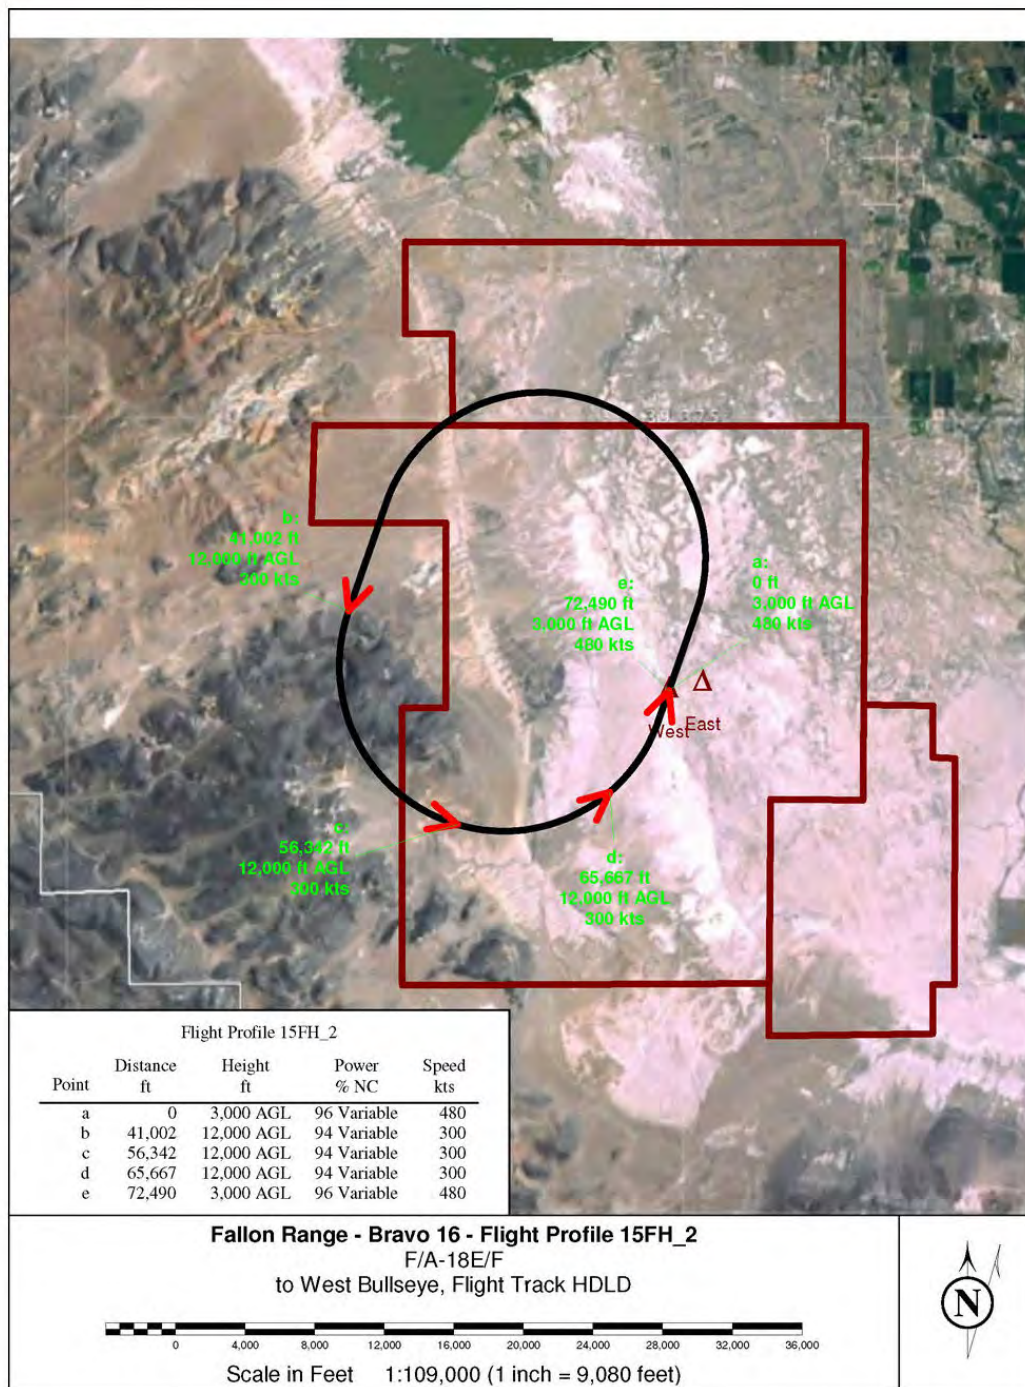 39.375
b:
41,002 ft
12,000 ft AGL
300 kts
e:
72,490 ft
3,000 ft AGL
480 kts
a:
0 ft
3,000 ft AGL
480 kts
Δ
West
East
c:
56,342 ft
12,000 ft AGL
300 kts
d:
65,667 ft
12,000 ft AGL
300 kts
Flight Profile 15FH_2
Point Distance ft Height ft Power % NC Speed kts
a 0 3,000 AGL 96 Variable 480
b 41,002 12,000 AGL 94 Variable 300
c 56,342 12,000 AGL 94 Variable 300
d 65,667 12,000 AGL 94 Variable 300
e 72,490 3,000 AGL 96 Variable 480
Fallon Range - Bravo 16 - Flight Profile 15FH_2
F/A-18E/F
to West Bullseye, Flight Track HDLD
0 4,000 8,000 12,000 16,000 20,000 24,000 28,000 32,000 36,000
Scale in Feet 1:109,000 (1 inch = 9,080 feet)
N